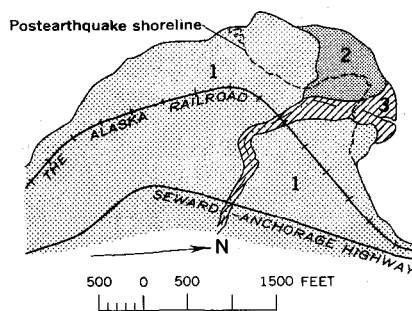 Postearthquake shoreline
1
2
3
THE ALASKA RAILROAD
1
SEWARD-ANCHORAGE HIGHWAY
N
500 0 500 1500 FEET